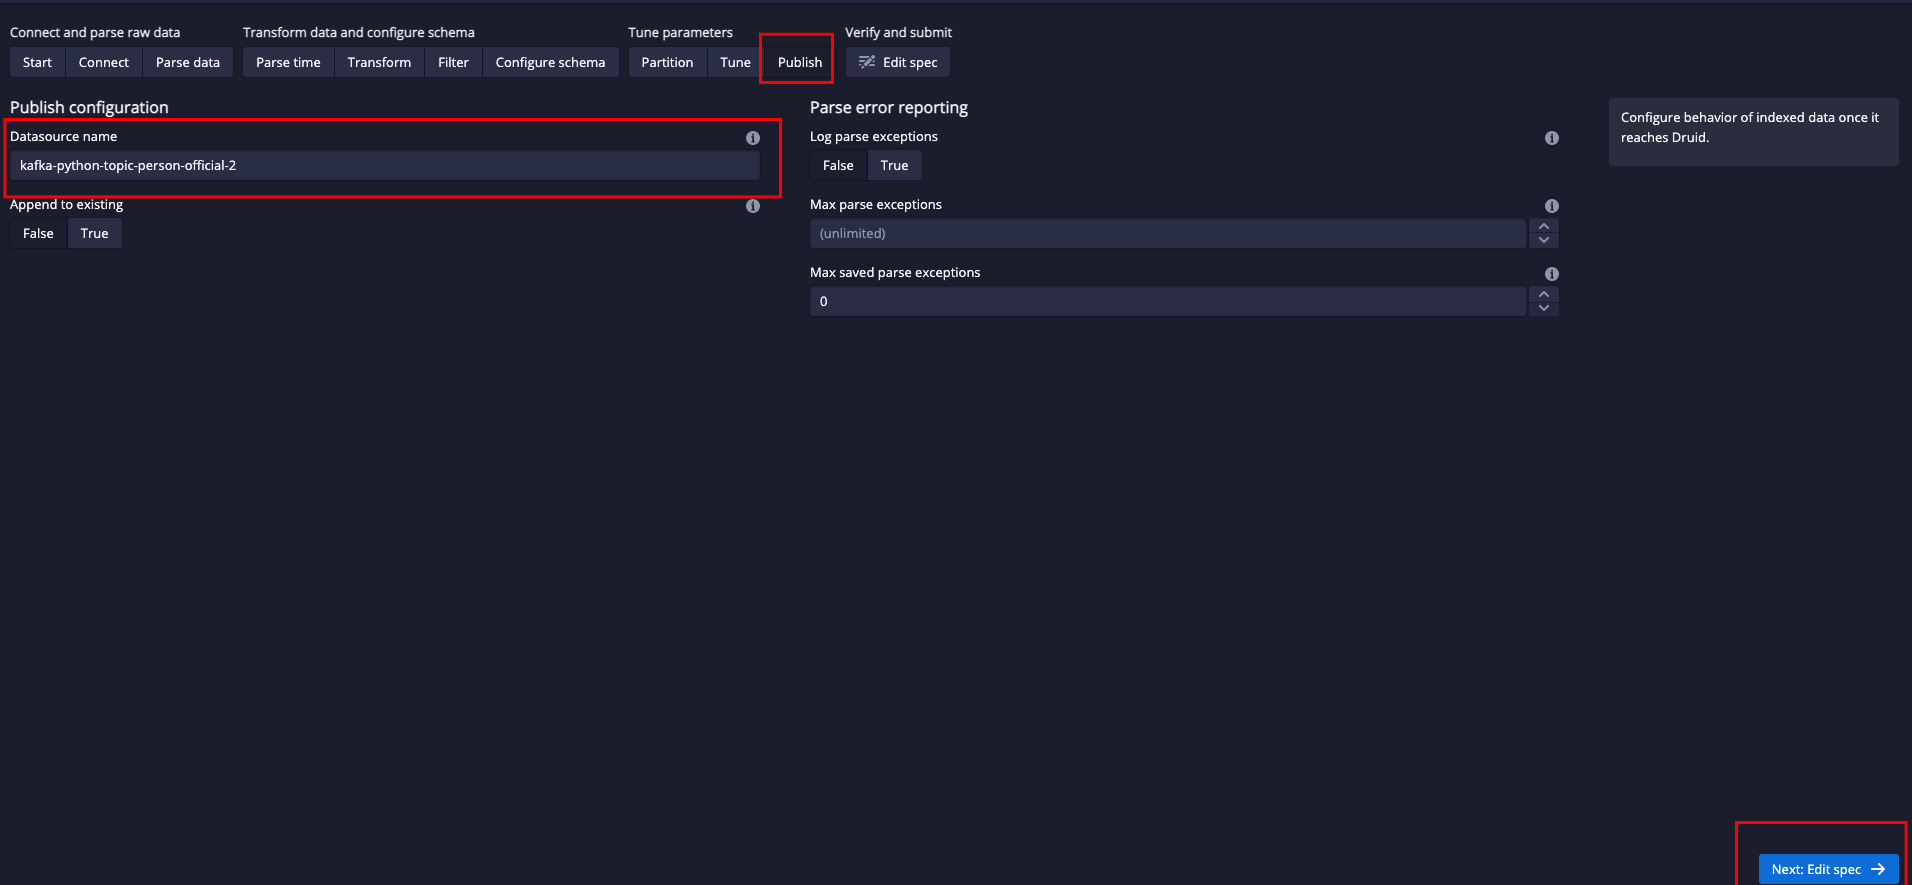 Connect and parse raw data
Start Connect Parse data
Transform data and configure schema
Parse time Transform Filter Configure schema
Tune parameters
Partition Tune Publish
Verify and submit
Edit spec
Publish configuration
Datasource name
kafka-python-topic-person-official-2
Append to existing
False True
Parse error reporting
Log parse exceptions
False True
Max parse exceptions
(unlimited)
Max saved parse exceptions
0
Configure behavior of indexed data once it
reaches Druid.
Next: Edit spec